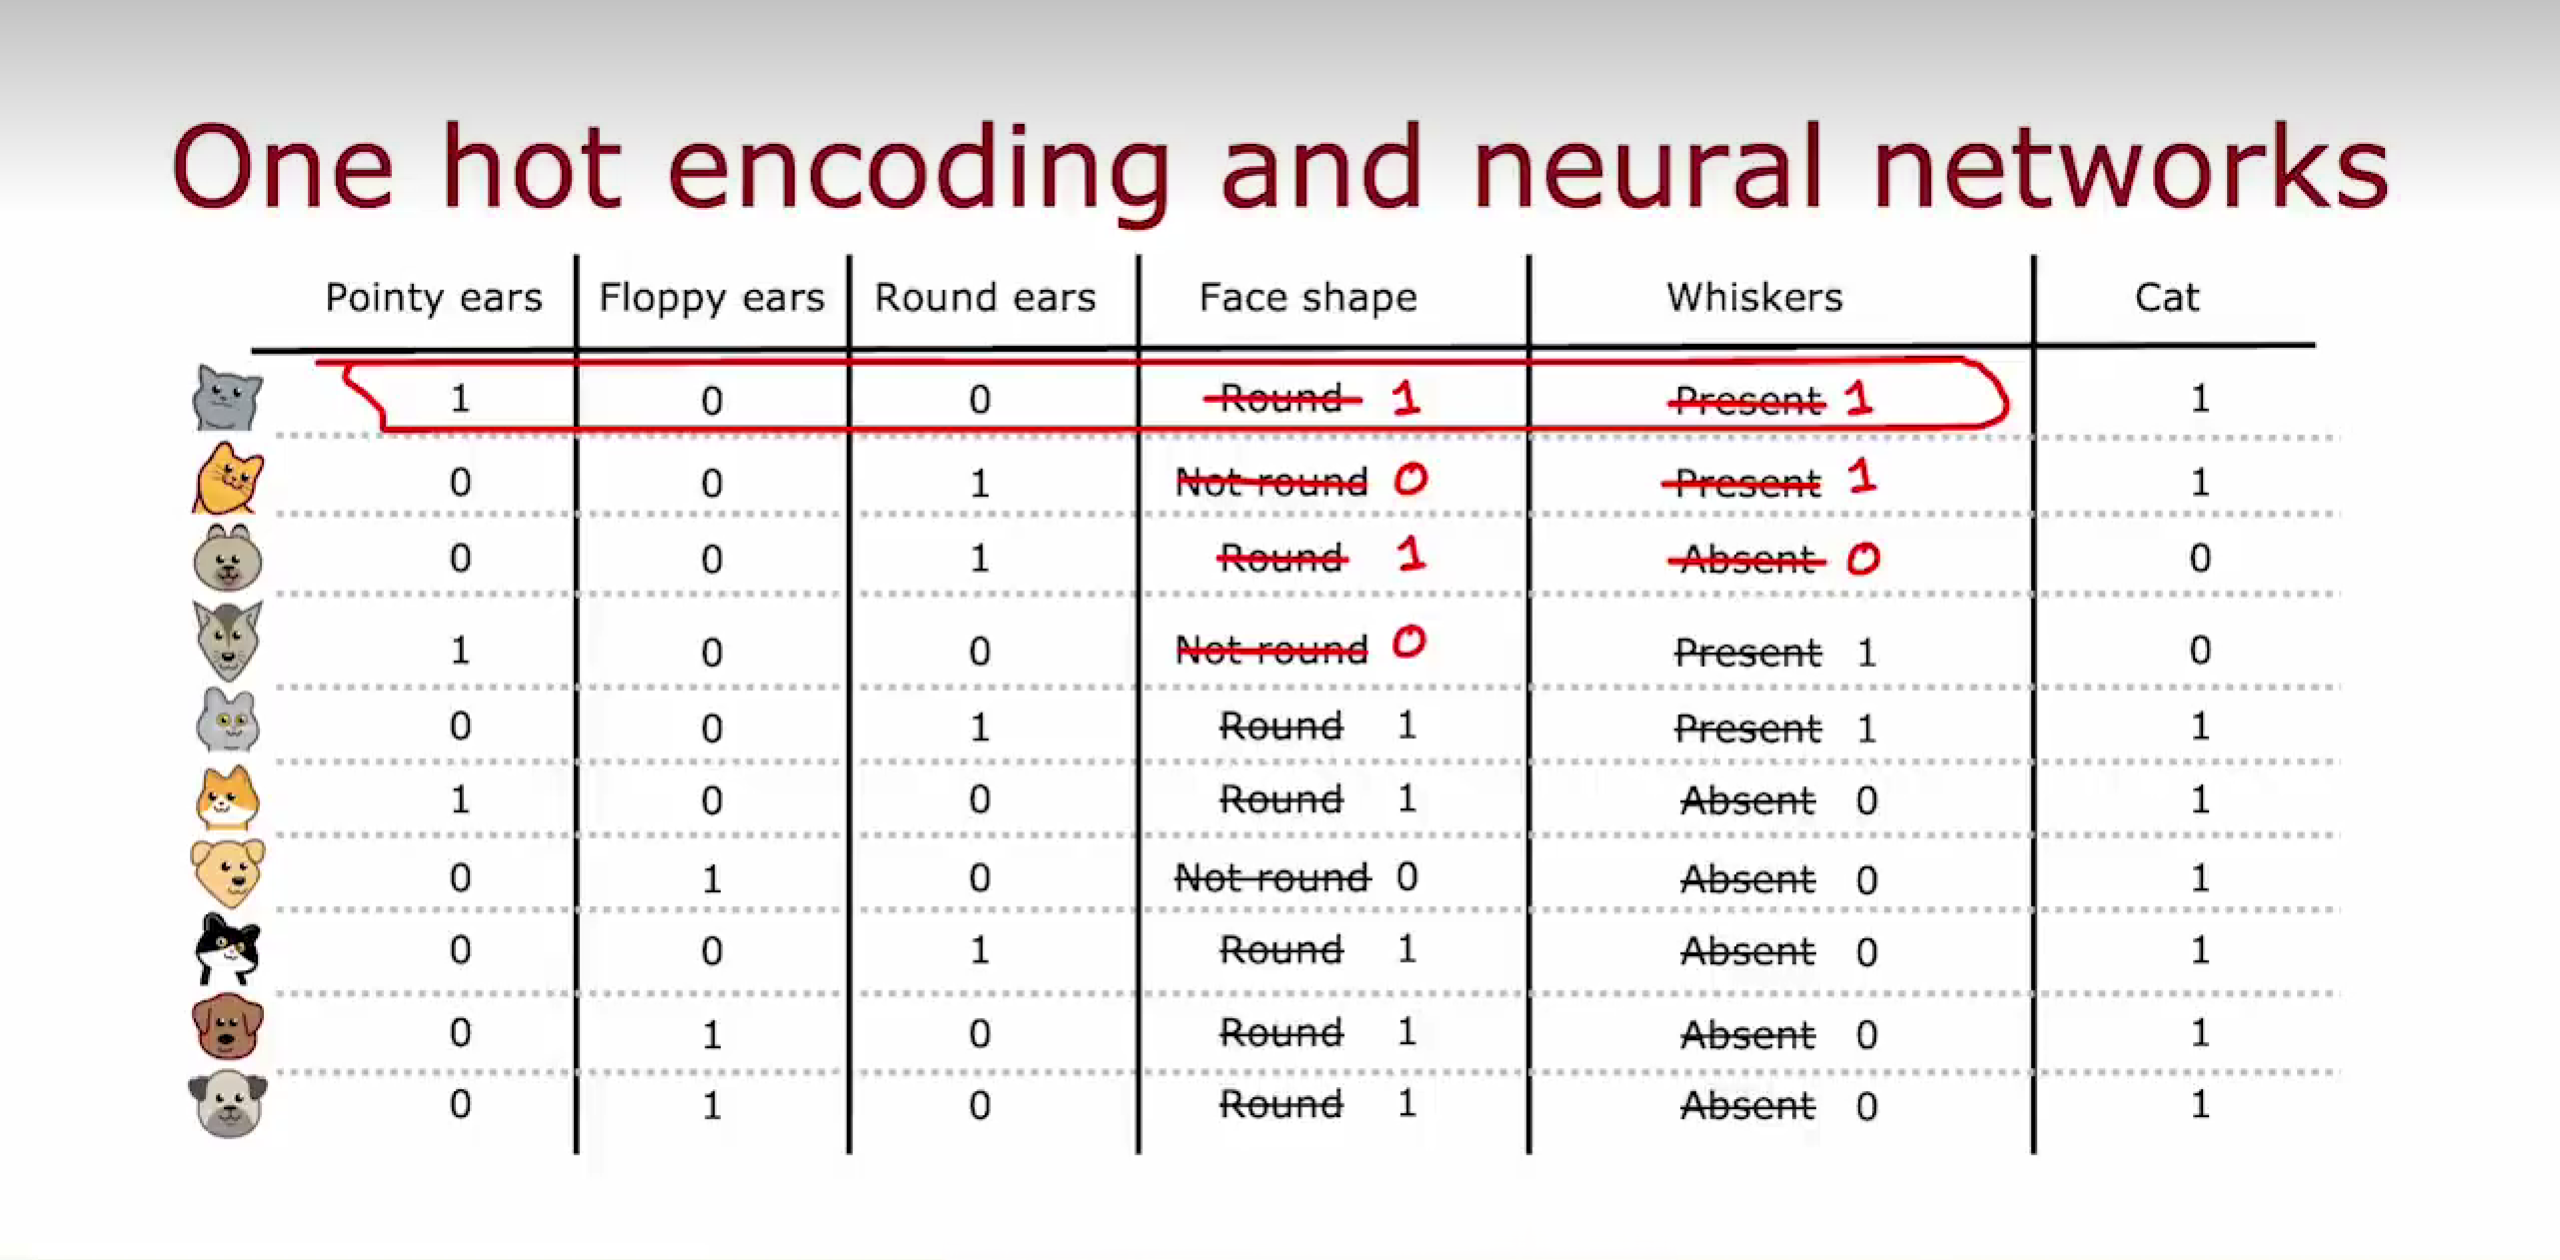 One hot encoding and neural networks
Pointy ears Floppy ears Round ears Face shape Whiskers Cat
1 0 0 Round 1 Present 1 1
0 0 1 Not round 0 Present 1 1
0 0 1 Round 1 Absent 0 0
1 0 0 Not round 0 Present 1 0
0 0 1 Round 1 Present 1 1
1 0 0 Round 1 Absent 0 1
0 1 0 Not round 0 Absent 0 1
0 0 1 Round 1 Absent 0 1
0 1 0 Round 1 Absent 0 1
0 1 0 Round 1 Absent 0 1